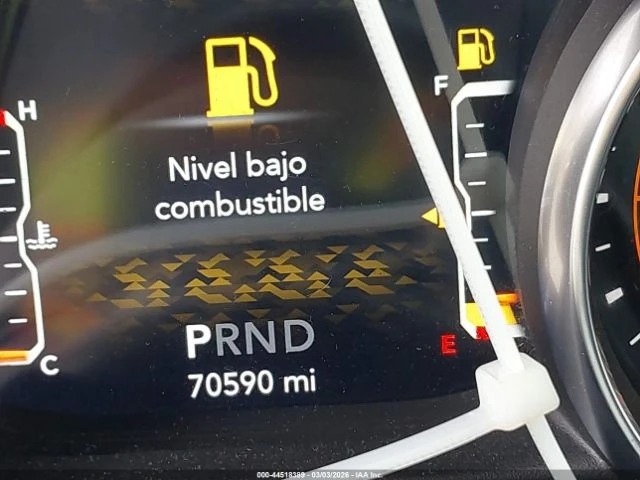 H
F
Nivel bajo
combustible
PRND
E
C
70590 mi
000-44518389 - 03/03/2026 - IAA Inc.